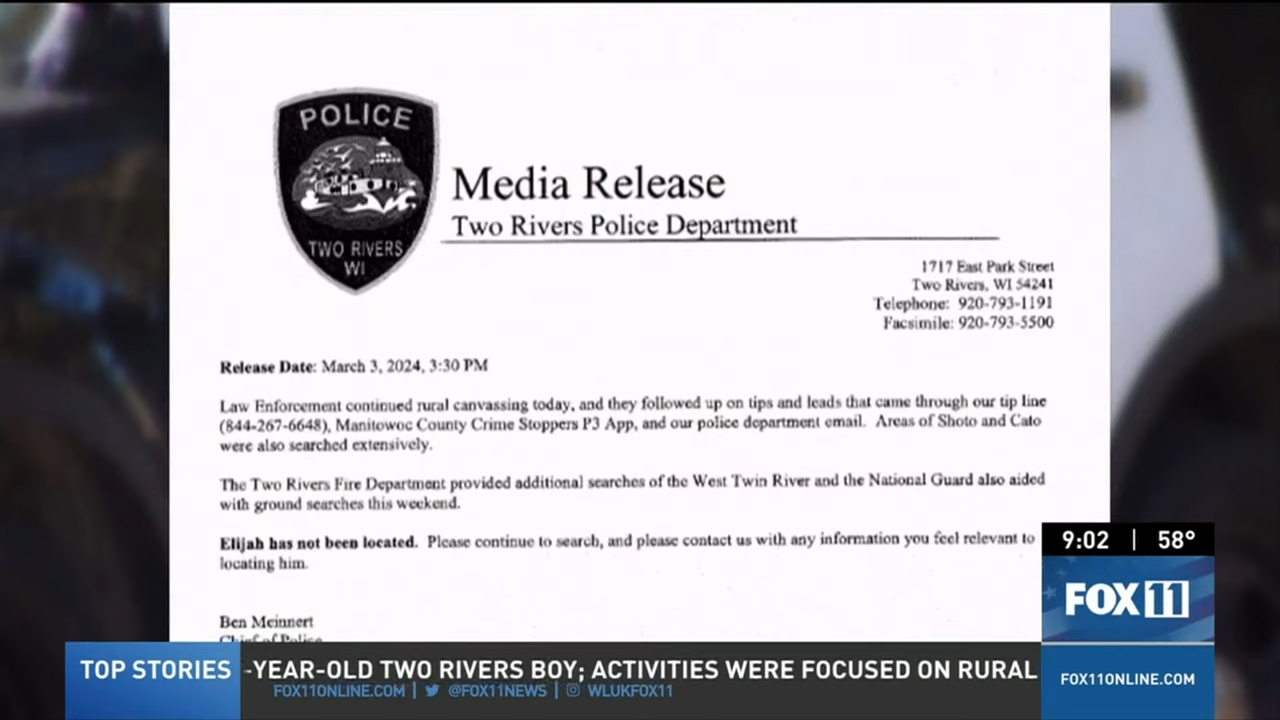 POLICE
TWO RIVERS
WI
Media Release
Two Rivers Police Department
1717 East Park Street
Two Rivers, WI 54241
Telephone: 920-793-1191
Facsimile: 920-793-5500
Release Date: March 3, 2024, 3:30 PM
Law Enforcement continued rural canvassing today, and they followed up on tips and leads that came through our tip line
(844-267-6648), Manitowoc County Crime Stoppers P3 App, and our police department email. Areas of Shoto and Cato
were also searched extensively.
The Two Rivers Fire Department provided additional searches of the West Twin River and the National Guard also aided
with ground searches this weekend.
Elijah has not been located. Please continue to search, and please contact us with any information you feel relevant to
locating him.
Ben Meinnert
Chief of Police
9:02 | 58°
FOX 11
TOP STORIES
-YEAR-OLD TWO RIVERS BOY; ACTIVITIES WERE FOCUSED ON RURAL
FOX11ONLINE.COM | @FOX11NEWS | WLUKFOX11
FOX11ONLINE.COM